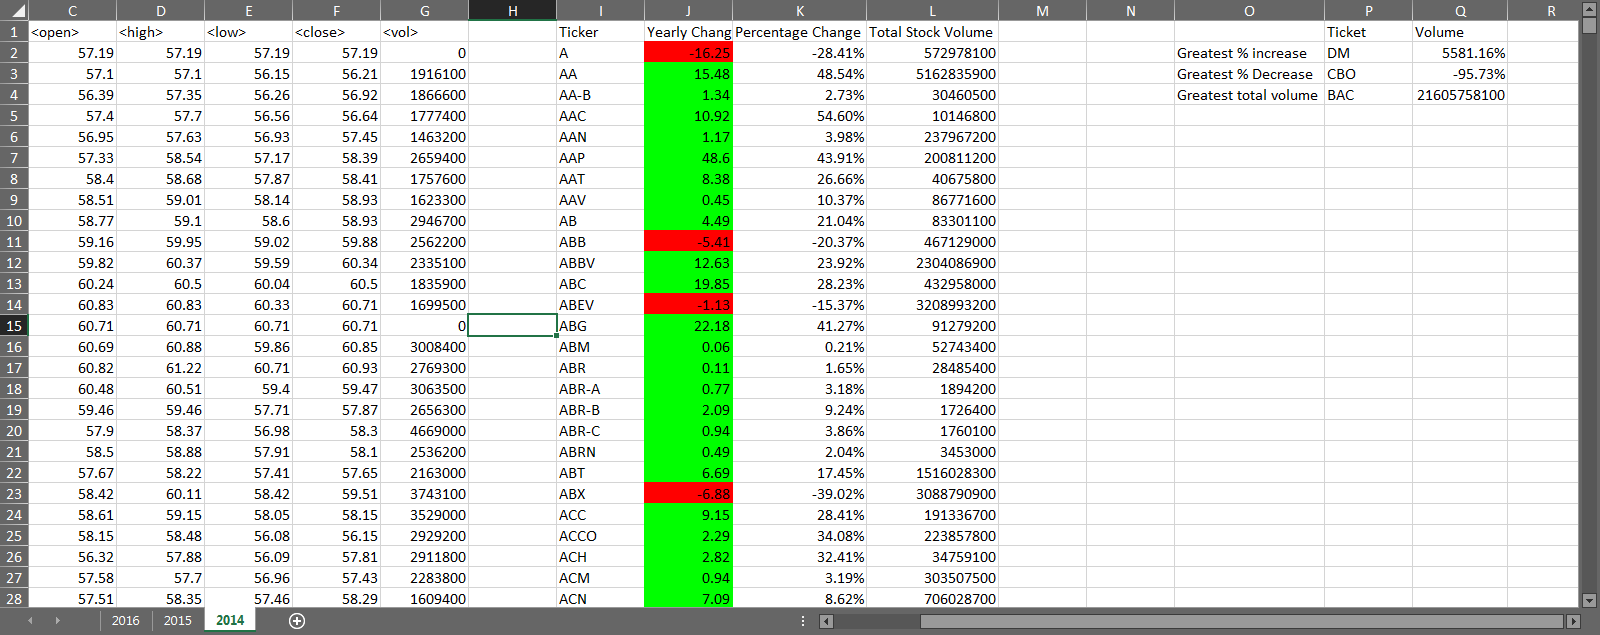 C D E F G H I J K L M N O P Q R
1 <open> <high> <low> <close> <vol> Ticker Yearly Chang Percentage Change Total Stock Volume Ticket Volume
2 57.19 57.19 57.19 57.19 0 A -16.25 -28.41% 572978100 Greatest % increase DM 5581.16%
3 57.1 57.1 56.15 56.21 1916100 AA 15.48 48.54% 5162835900 Greatest % Decrease CBO -95.73%
4 56.39 57.35 56.26 56.92 1866600 AA-B 1.34 2.73% 30460500 Greatest total volume BAC 21605758100
5 57.4 57.7 56.56 56.64 1777400 AAC 10.92 54.60% 10146800
6 56.95 57.63 56.93 57.45 1463200 AAN 1.17 3.98% 237967200
7 57.33 58.54 57.17 58.39 2659400 AAP 48.6 43.91% 200811200
8 58.4 58.68 57.87 58.41 1757600 AAT 8.38 26.66% 40675800
9 58.51 59.01 58.14 58.93 1623300 AAV 0.45 10.37% 86771600
10 58.77 59.1 58.6 58.93 2946700 AB 4.49 21.04% 83301100
11 59.16 59.95 59.02 59.88 2562200 ABB -5.41 -20.37% 467129000
12 59.82 60.37 59.59 60.34 2335100 ABBV 12.63 23.92% 2304086900
13 60.24 60.5 60.04 60.5 1835900 ABC 19.85 28.23% 432958000
14 60.83 60.83 60.33 60.71 1699500 ABEV -1.13 -15.37% 3208993200
15 60.71 60.71 60.71 60.71 0 ABG 22.18 41.27% 91279200
16 60.69 60.88 59.86 60.85 3008400 ABM 0.06 0.21% 52743400
17 60.82 61.22 60.71 60.93 2769300 ABR 0.11 1.65% 28485400
18 60.48 60.51 59.4 59.47 3063500 ABR-A 0.77 3.18% 1894200
19 59.46 59.46 57.71 57.87 2656300 ABR-B 2.09 9.24% 1726400
20 57.9 58.37 56.98 58.3 4669000 ABR-C 0.94 3.86% 1760100
21 58.5 58.88 57.91 58.1 2536200 ABRN 0.49 2.04% 3453000
22 57.67 58.22 57.41 57.65 2163000 ABT 6.69 17.45% 1516028300
23 58.42 60.11 58.42 59.51 3743100 ABX -6.88 -39.02% 3088790900
24 58.61 59.15 58.05 58.15 3529000 ACC 9.15 28.41% 191336700
25 58.15 58.48 56.08 56.15 2929200 ACCO 2.29 34.08% 223857800
26 56.32 57.88 56.09 57.81 2911800 ACH 2.82 32.41% 34759100
27 57.58 57.7 56.96 57.43 2283800 ACM 0.94 3.19% 303507500
28 57.51 58.35 57.46 58.29 1609400 ACN 7.09 8.62% 706028700
2016 2015 2014